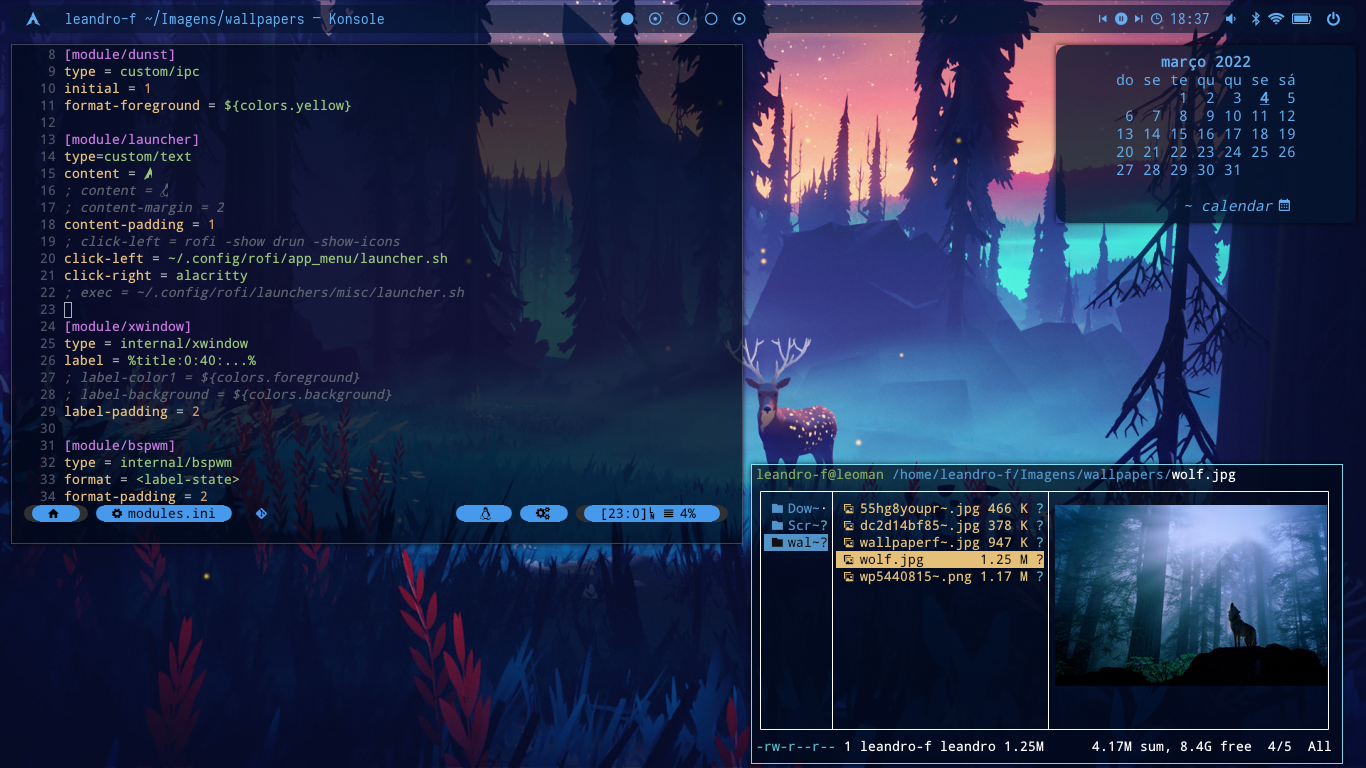 leandro-f ~/Imagens/wallpapers — Konsole
18:37
8 [module/dunst]
9 type = custom/ipc
10 initial = 1
11 format-foreground = ${colors.yellow}
12
13 [module/launcher]
14 type=custom/text
15 content =
16 ; content =
17 ; content-margin = 2
18 content-padding = 1
19 ; click-left = rofi -show drun -show-icons
20 click-left = ~/.config/rofi/app_menu/launcher.sh
21 click-right = alacritty
22 ; exec = ~/.config/rofi/launchers/misc/launcher.sh
23
24 [module/xwindow]
25 type = internal/xwindow
26 label = %title:0:40:...%
27 ; label-color1 = ${colors.foreground}
28 ; label-background = ${colors.background}
29 label-padding = 2
30
31 [module/bspwm]
32 type = internal/bspwm
33 format = <label-state>
34 format-padding = 2
modules.ini [23:0] 4%
março 2022
do se te qu qu se sá
1 2 3 4 5
6 7 8 9 10 11 12
13 14 15 16 17 18 19
20 21 22 23 24 25 26
27 28 29 30 31
~ calendar
leandro-f@leoman /home/leandro-f/Imagens/wallpapers/wolf.jpg
Dow~· 55hg8youpr~.jpg 466 K ?
Scr~? dc2d14bf85~.jpg 378 K ?
wal~? wallpaperf~.jpg 947 K ?
wolf.jpg 1.25 M ?
wp5440815~.png 1.17 M ?
-rw-r--r-- 1 leandro-f leandro 1.25M 4.17M sum, 8.4G free 4/5 All